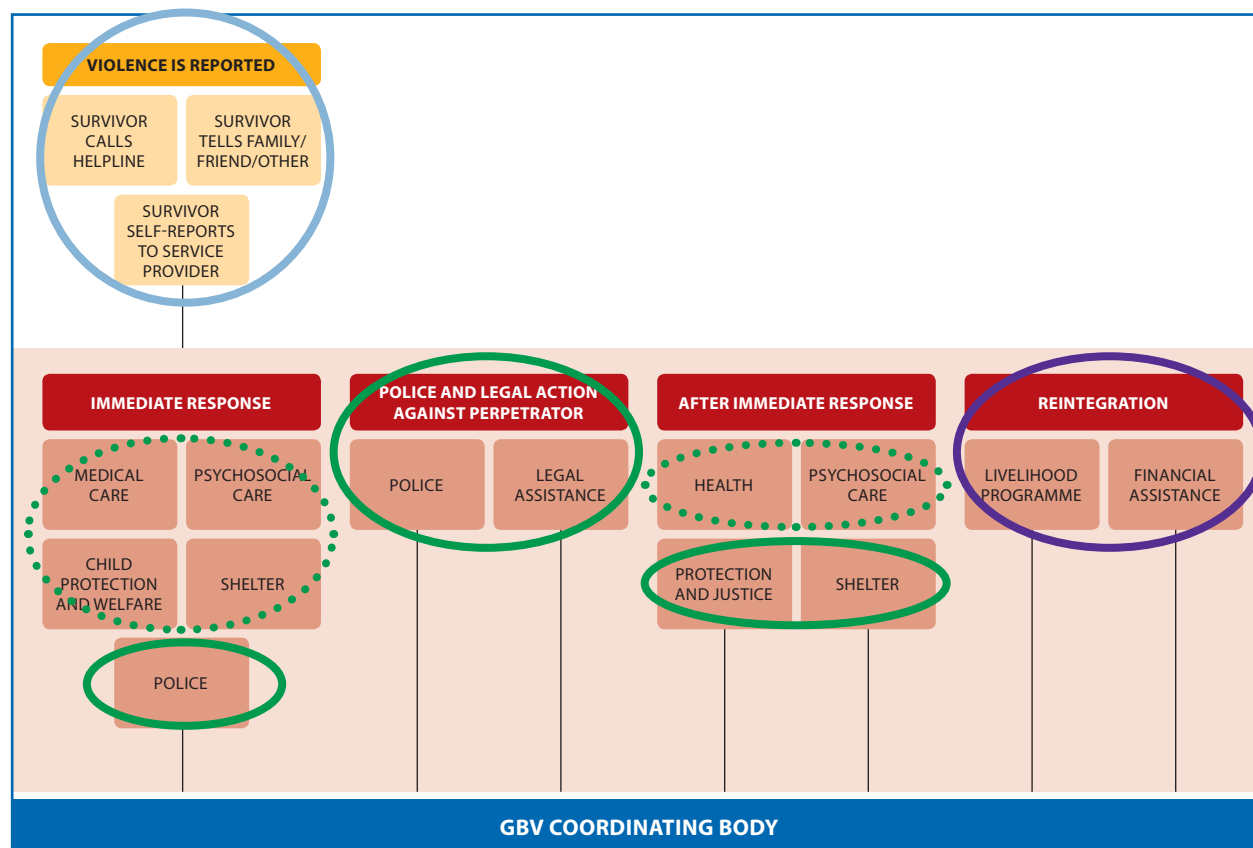 VIOLENCE IS REPORTED
SURVIVOR
CALLS
HELPLINE
SURVIVOR
TELLS FAMILY/
FRIEND/OTHER
SURVIVOR
SELF-REPORTS
TO SERVICE
PROVIDER
IMMEDIATE RESPONSE
MEDICAL
CARE
PSYCHOSOCIAL
CARE
CHILD
PROTECTION
AND WELFARE
SHELTER
POLICE
POLICE AND LEGAL ACTION
AGAINST PERPETRATOR
POLICE
LEGAL
ASSISTANCE
AFTER IMMEDIATE RESPONSE
HEALTH
PSYCHOSOCIAL
CARE
PROTECTION
AND JUSTICE
SHELTER
REINTEGRATION
LIVELIHOOD
PROGRAMME
FINANCIAL
ASSISTANCE
GBV COORDINATING BODY